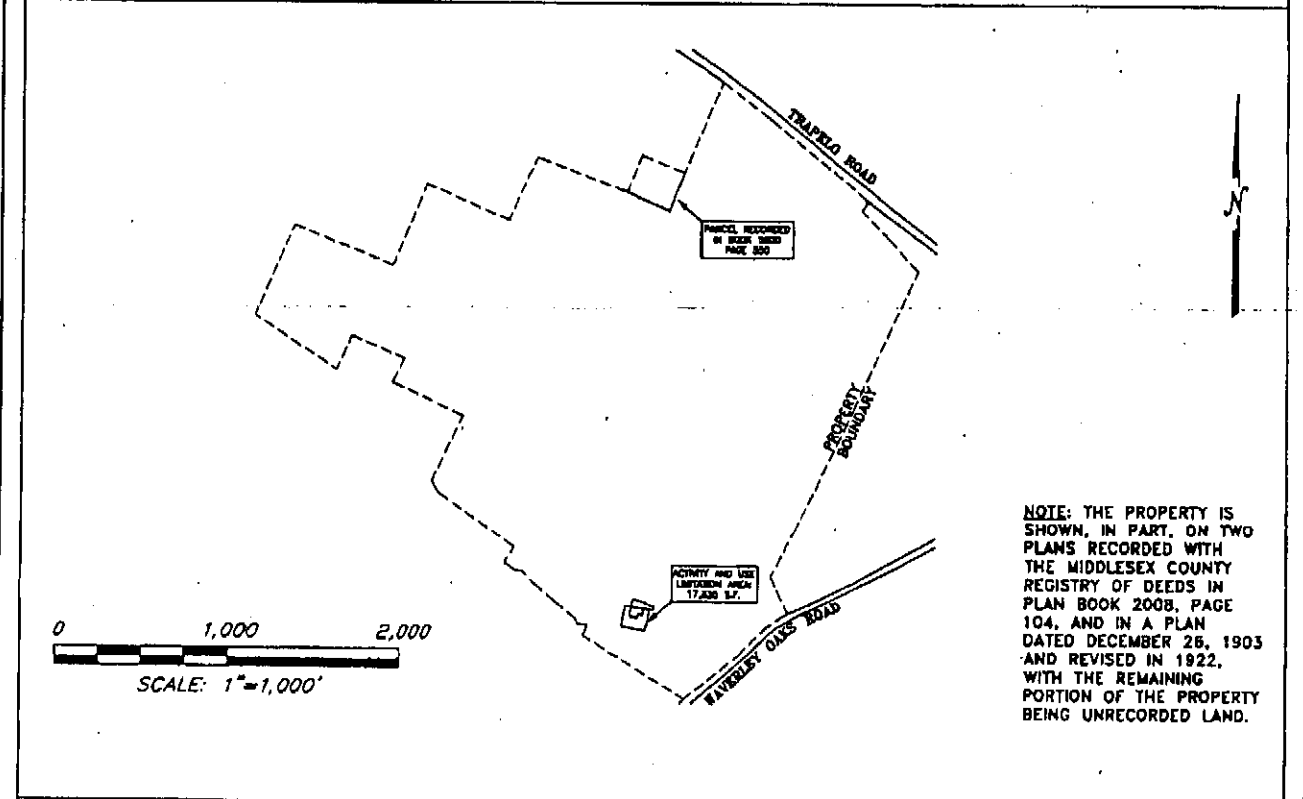 TRAPELO ROAD
N
PARCEL RECORDED
IN BOOK
PAGE
PROPERTY
BOUNDARY
NOTE: THE PROPERTY IS
SHOWN, IN PART, ON TWO
PLANS RECORDED WITH
THE MIDDLESEX COUNTY
REGISTRY OF DEEDS IN
PLAN BOOK 2008, PAGE
104, AND IN A PLAN
DATED DECEMBER 26, 1903
AND REVISED IN 1922,
WITH THE REMAINING
PORTION OF THE PROPERTY
BEING UNRECORDED LAND.
ACTIVITY AND USE
LIMITATION AREA
S.F.
WAVERLEY OAKS ROAD
0 1,000 2,000
SCALE: 1"=1,000'